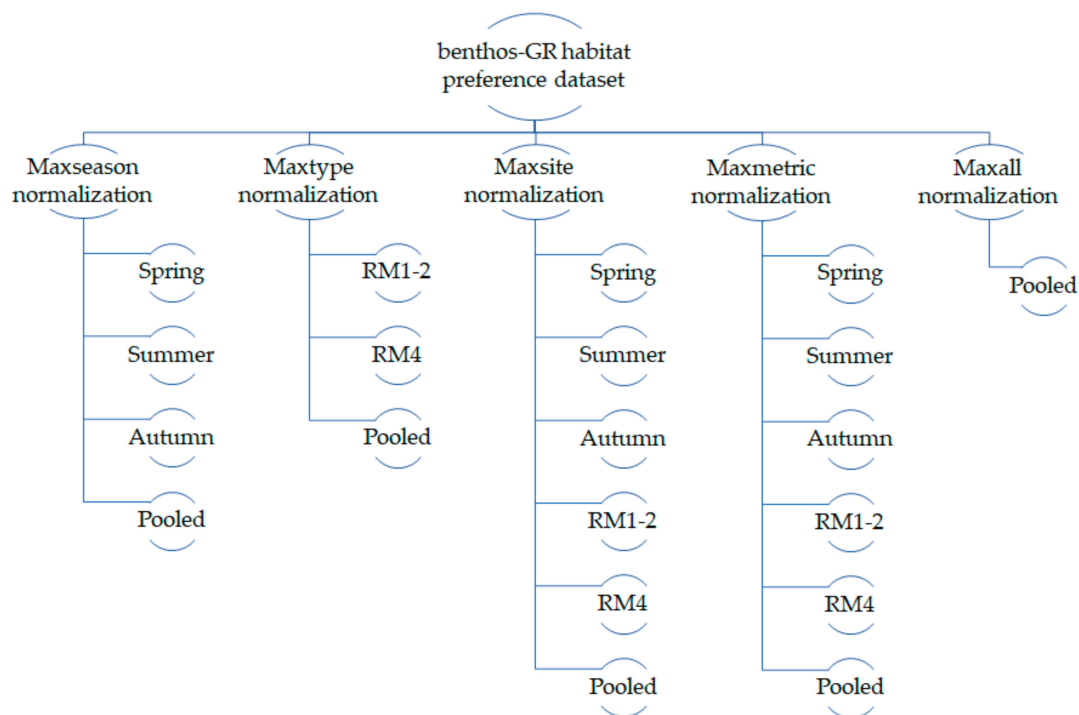 benthos-GR habitat
preference dataset
Maxseason
normalization
Maxtype
normalization
Maxsite
normalization
Maxmetric
normalization
Maxall
normalization
Spring
Summer
Autumn
Pooled
RM1-2
RM4
Pooled
Spring
Summer
Autumn
RM1-2
RM4
Pooled
Spring
Summer
Autumn
RM1-2
RM4
Pooled
Pooled